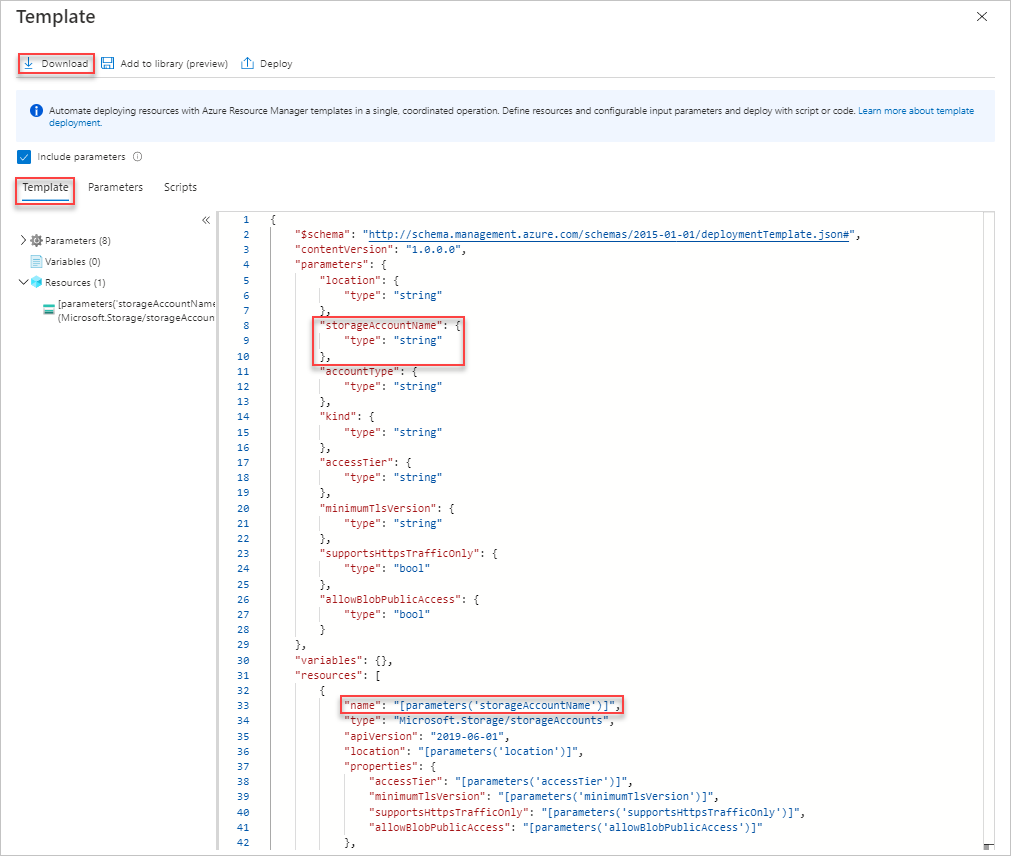 Template
Download Add to library (preview) Deploy
Automate deploying resources with Azure Resource Manager templates in a single, coordinated operation. Define resources and configurable input parameters and deploy with script or code. Learn more about template
deployment.
Include parameters
Template Parameters Scripts
Parameters (8)
Variables (0)
Resources (1)
[parameters('storageAccountName
(Microsoft.Storage/storageAccoun
1 {
2 "$schema": "http://schema.management.azure.com/schemas/2015-01-01/deploymentTemplate.json#",
3 "contentVersion": "1.0.0.0",
4 "parameters": {
5 "location": {
6 "type": "string"
7 },
8 "storageAccountName": {
9 "type": "string"
10 },
11 "accountType": {
12 "type": "string"
13 },
14 "kind": {
15 "type": "string"
16 },
17 "accessTier": {
18 "type": "string"
19 },
20 "minimumTlsVersion": {
21 "type": "string"
22 },
23 "supportsHttpsTrafficOnly": {
24 "type": "bool"
25 },
26 "allowBlobPublicAccess": {
27 "type": "bool"
28 }
29 },
30 "variables": {},
31 "resources": [
32 {
33 "name": "[parameters('storageAccountName')]",
34 "type": "Microsoft.Storage/storageAccounts",
35 "apiVersion": "2019-06-01",
36 "location": "[parameters('location')]",
37 "properties": {
38 "accessTier": "[parameters('accessTier')]",
39 "minimumTlsVersion": "[parameters('minimumTlsVersion')]",
40 "supportsHttpsTrafficOnly": "[parameters('supportsHttpsTrafficOnly')]",
41 "allowBlobPublicAccess": "[parameters('allowBlobPublicAccess')]"
42 },